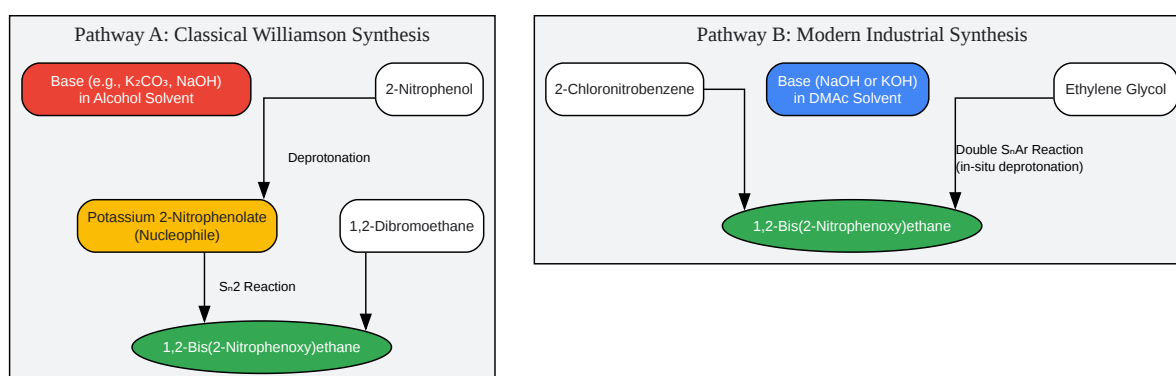 Pathway A: Classical Williamson Synthesis
Base (e.g., K₂CO₃, NaOH)
in Alcohol Solvent
2-Nitrophenol
Deprotonation
Potassium 2-Nitrophenolate
(Nucleophile)
1,2-Dibromoethane
Sₙ2 Reaction
1,2-Bis(2-Nitrophenoxy)ethane
Pathway B: Modern Industrial Synthesis
2-Chloronitrobenzene
Base (NaOH or KOH)
in DMAc Solvent
Ethylene Glycol
Double SₙAr Reaction
(in-situ deprotonation)
1,2-Bis(2-Nitrophenoxy)ethane